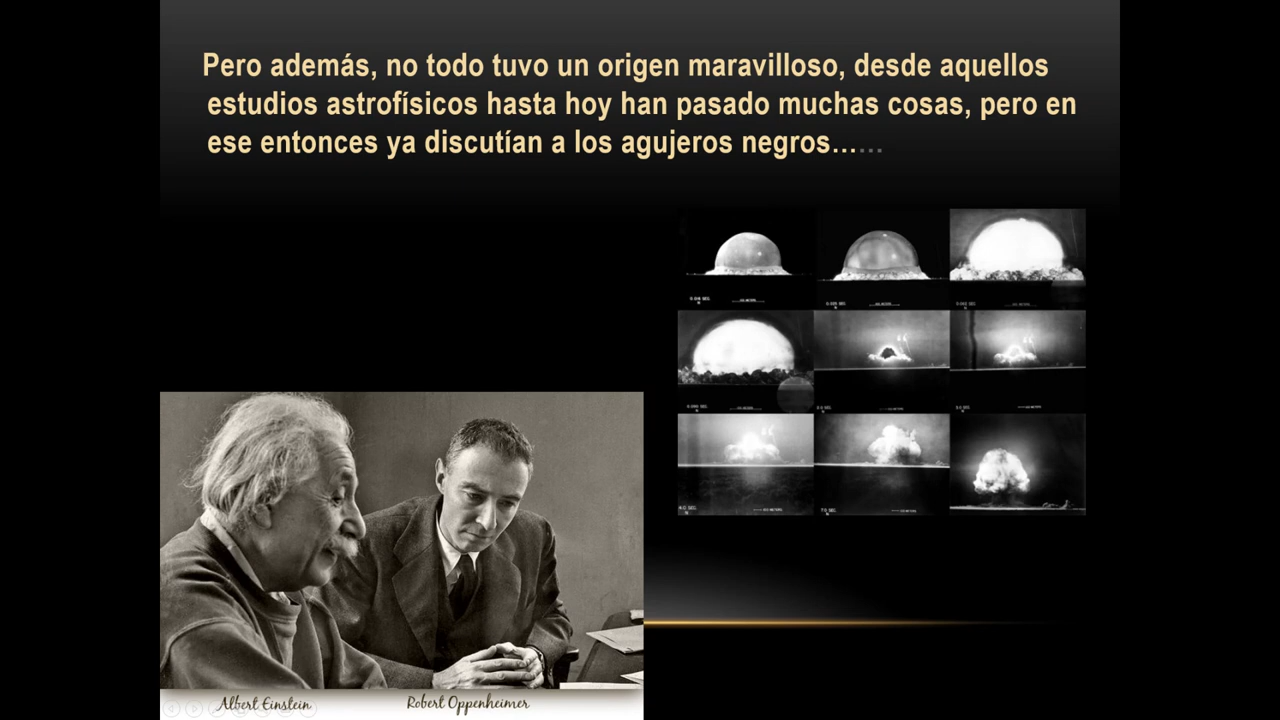 Pero además, no todo tuvo un origen maravilloso, desde aquellos
estudios astrofísicos hasta hoy han pasado muchas cosas, pero en
ese entonces ya discutían a los agujeros negros……
Albert Einstein
Robert Oppenheimer